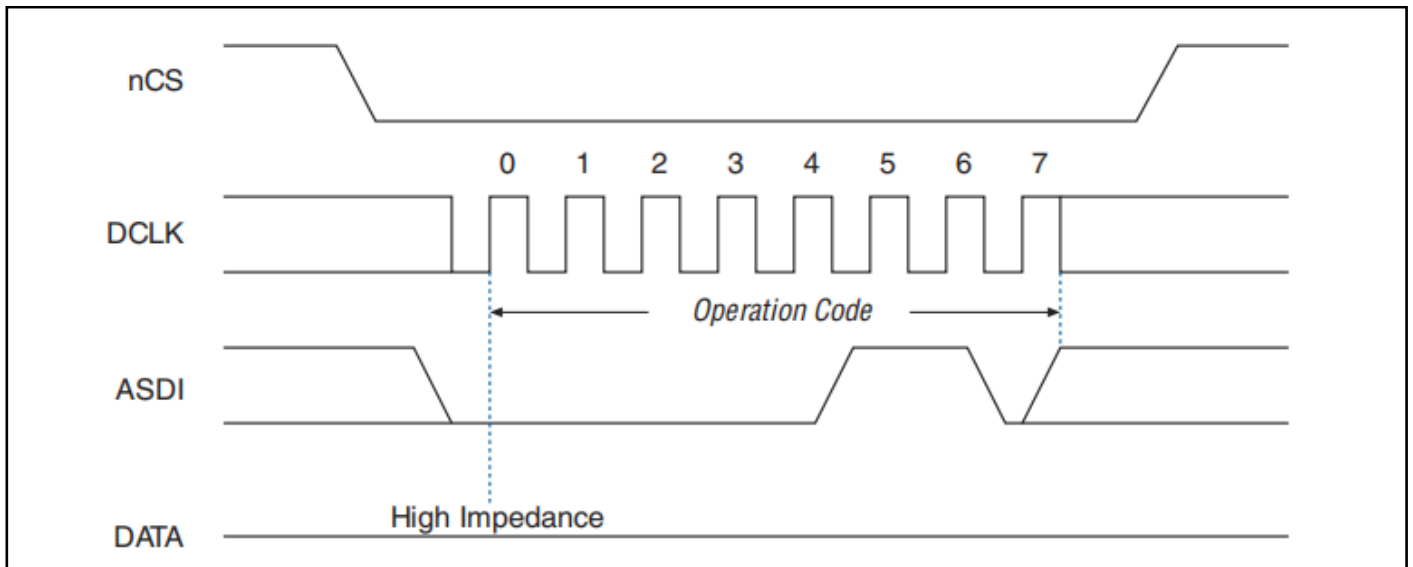 nCS
0 1 2 3 4 5 6 7
DCLK
Operation Code
ASDI
High Impedance
DATA